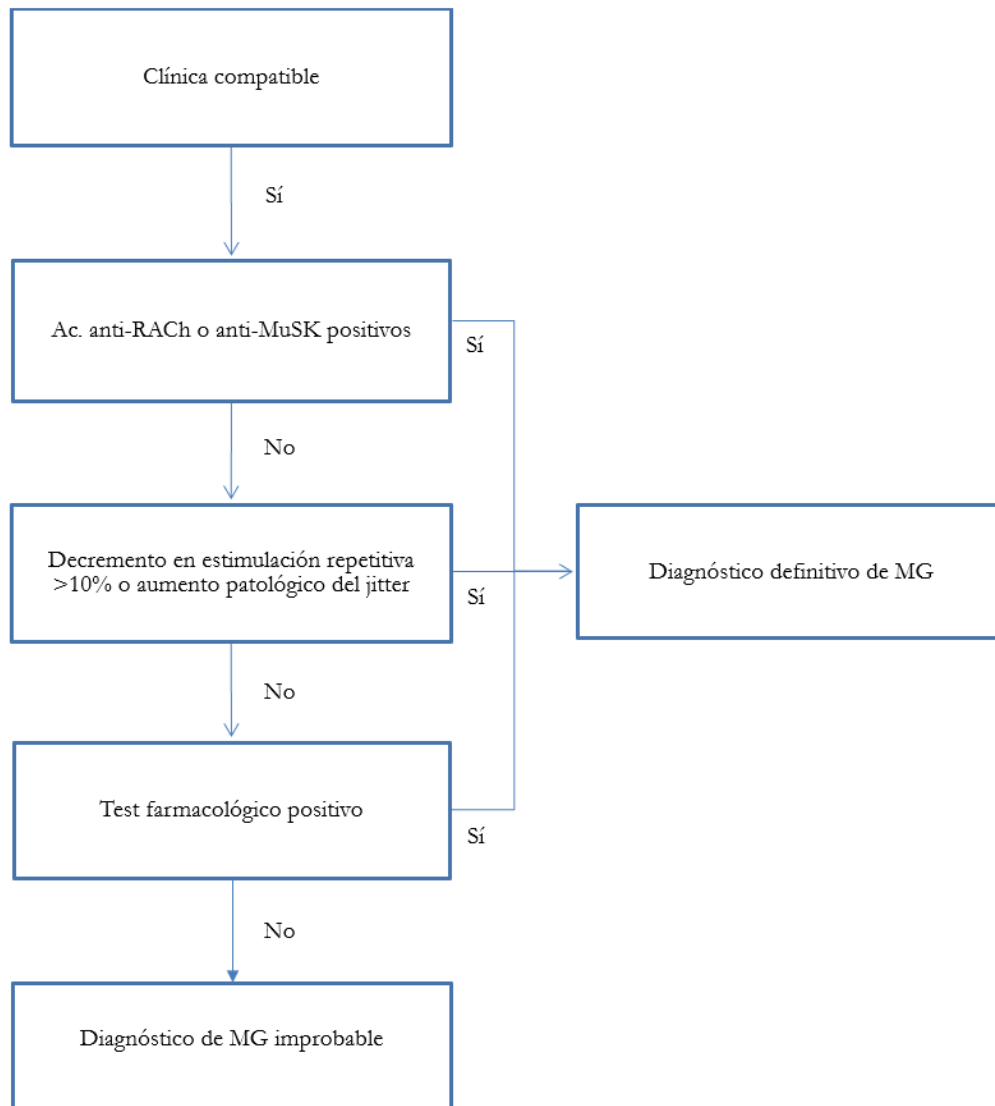 Clínica compatible
Sí
Ac. anti-RACh o anti-MuSK positivos
Sí
No
Decremento en estimulación repetitiva
>10% o aumento patológico del jitter
Sí
Diagnóstico definitivo de MG
No
Test farmacológico positivo
Sí
No
Diagnóstico de MG improbable